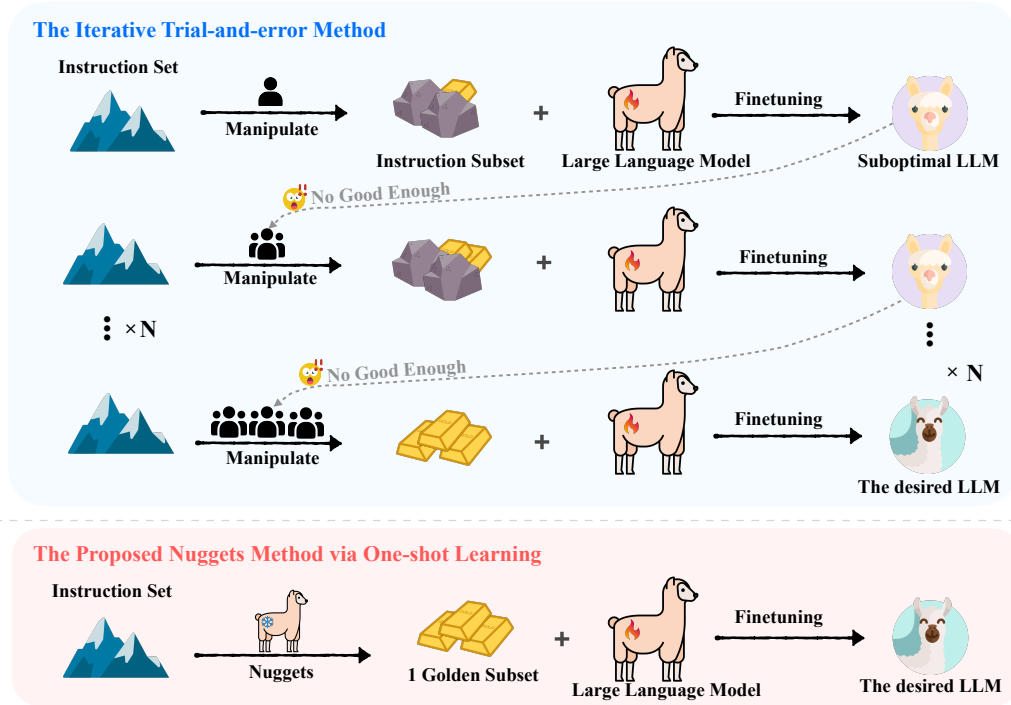 The Iterative Trial-and-error Method
Instruction Set
Manipulate
Instruction Subset
+
Large Language Model
Finetuning
Suboptimal LLM
No Good Enough
Manipulate
+
Finetuning
× N
No Good Enough
× N
Manipulate
+
Finetuning
The desired LLM
The Proposed Nuggets Method via One-shot Learning
Instruction Set
Nuggets
1 Golden Subset
+
Large Language Model
Finetuning
The desired LLM